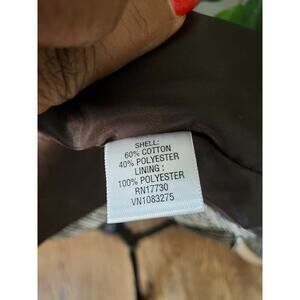 SHELL:
60% COTTON
40% POLYESTER
LINING :
100% POLYESTER
RN17730
VN1083275